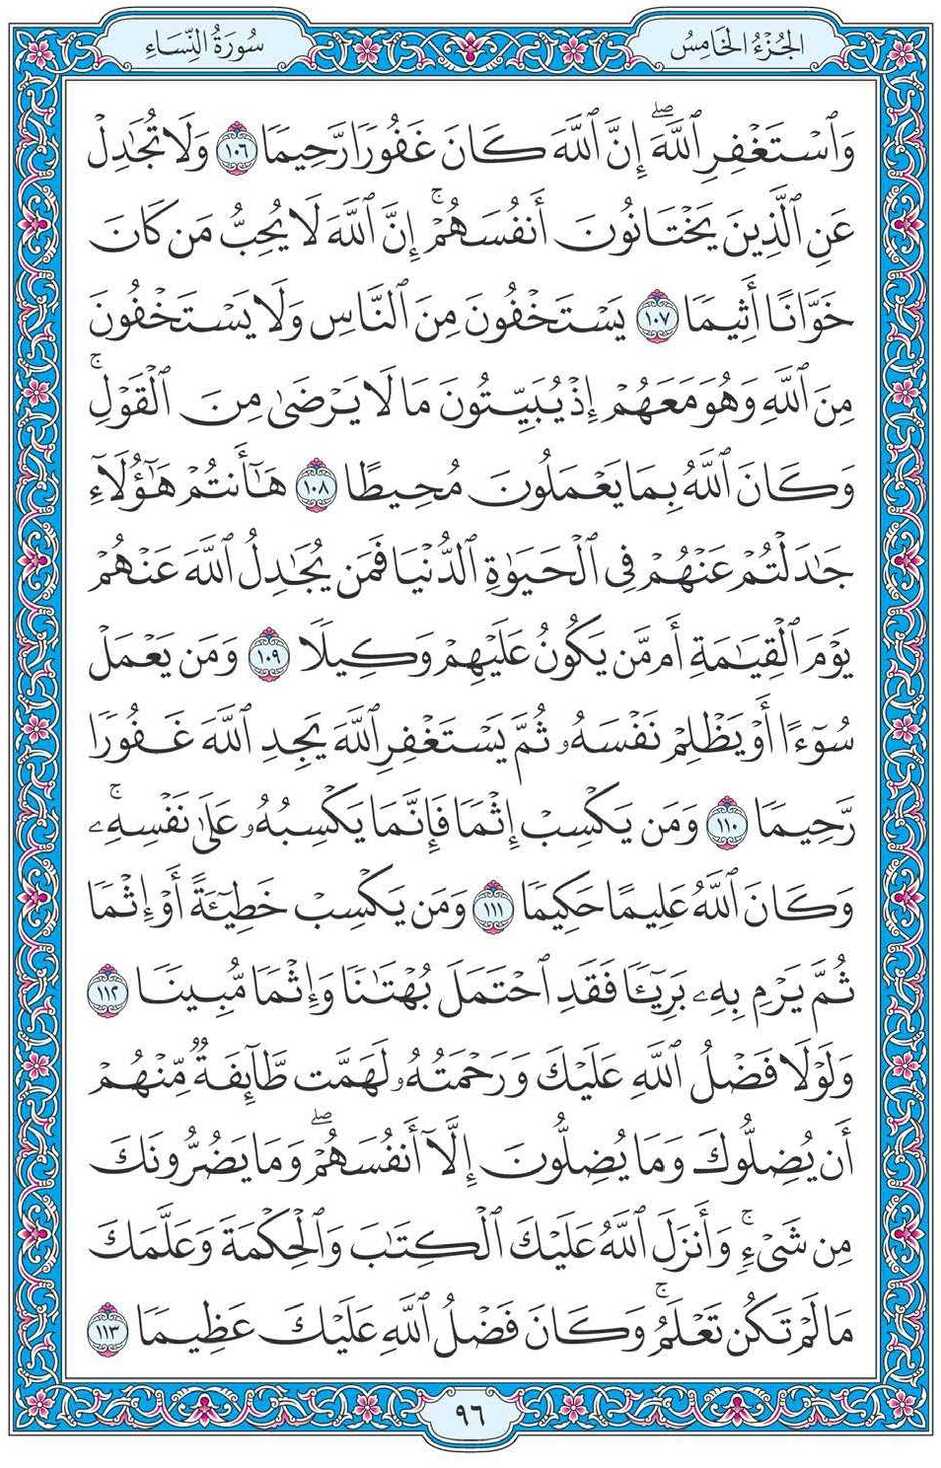 الجُزْءُ الخَامِسُ
سُورَةُ النِّسَاءِ
وَٱسۡتَغۡفِرِ ٱللَّهَۖ إِنَّ ٱللَّهَ كَانَ غَفُورٗا رَّحِيمٗا ١٠٦ وَلَا تُجَٰدِلۡ
عَنِ ٱلَّذِينَ يَخۡتَانُونَ أَنفُسَهُمۡۚ إِنَّ ٱللَّهَ لَا يُحِبُّ مَن كَانَ
خَوَّانًا أَثِيمٗا ١٠٧ يَسۡتَخۡفُونَ مِنَ ٱلنَّاسِ وَلَا يَسۡتَخۡفُونَ
مِنَ ٱللَّهِ وَهُوَ مَعَهُمۡ إِذۡ يُبَيِّتُونَ مَا لَا يَرۡضَىٰ مِنَ ٱلۡقَوۡلِۚ
وَكَانَ ٱللَّهُ بِمَا يَعۡمَلُونَ مُحِيطًا ١٠٨ هَٰٓأَنتُمۡ هَٰٓؤُلَآءِ
جَٰدَلۡتُمۡ عَنۡهُمۡ فِي ٱلۡحَيَوٰةِ ٱلدُّنۡيَا فَمَن يُجَٰدِلُ ٱللَّهَ عَنۡهُمۡ
يَوۡمَ ٱلۡقِيَٰمَةِ أَم مَّن يَكُونُ عَلَيۡهِمۡ وَكِيلٗا ١٠٩ وَمَن يَعۡمَلۡ
سُوٓءًا أَوۡ يَظۡلِمۡ نَفۡسَهُۥ ثُمَّ يَسۡتَغۡفِرِ ٱللَّهَ يَجِدِ ٱللَّهَ غَفُورٗا
رَّحِيمٗا ١١٠ وَمَن يَكۡسِبۡ إِثۡمٗا فَإِنَّمَا يَكۡسِبُهُۥ عَلَىٰ نَفۡسِهِۦۚ
وَكَانَ ٱللَّهُ عَلِيمًا حَكِيمٗا ١١١ وَمَن يَكۡسِبۡ خَطِيٓـَٔةً أَوۡ إِثۡمٗا
ثُمَّ يَرۡمِ بِهِۦ بَرِيٓـٔٗا فَقَدِ ٱحۡتَمَلَ بُهۡتَٰنٗا وَإِثۡمٗا مُّبِينٗا ١١٢
وَلَوۡلَا فَضۡلُ ٱللَّهِ عَلَيۡكَ وَرَحۡمَتُهُۥ لَهَمَّت طَّآئِفَةٞ مِّنۡهُمۡ
أَن يُضِلُّوكَ وَمَا يُضِلُّونَ إِلَّآ أَنفُسَهُمۡۖ وَمَا يَضُرُّونَكَ
مِن شَيۡءٖۚ وَأَنزَلَ ٱللَّهُ عَلَيۡكَ ٱلۡكِتَٰبَ وَٱلۡحِكۡمَةَ وَعَلَّمَكَ
مَا لَمۡ تَكُن تَعۡلَمُۚ وَكَانَ فَضۡلُ ٱللَّهِ عَلَيۡكَ عَظِيمٗا ١١٣
٩٦